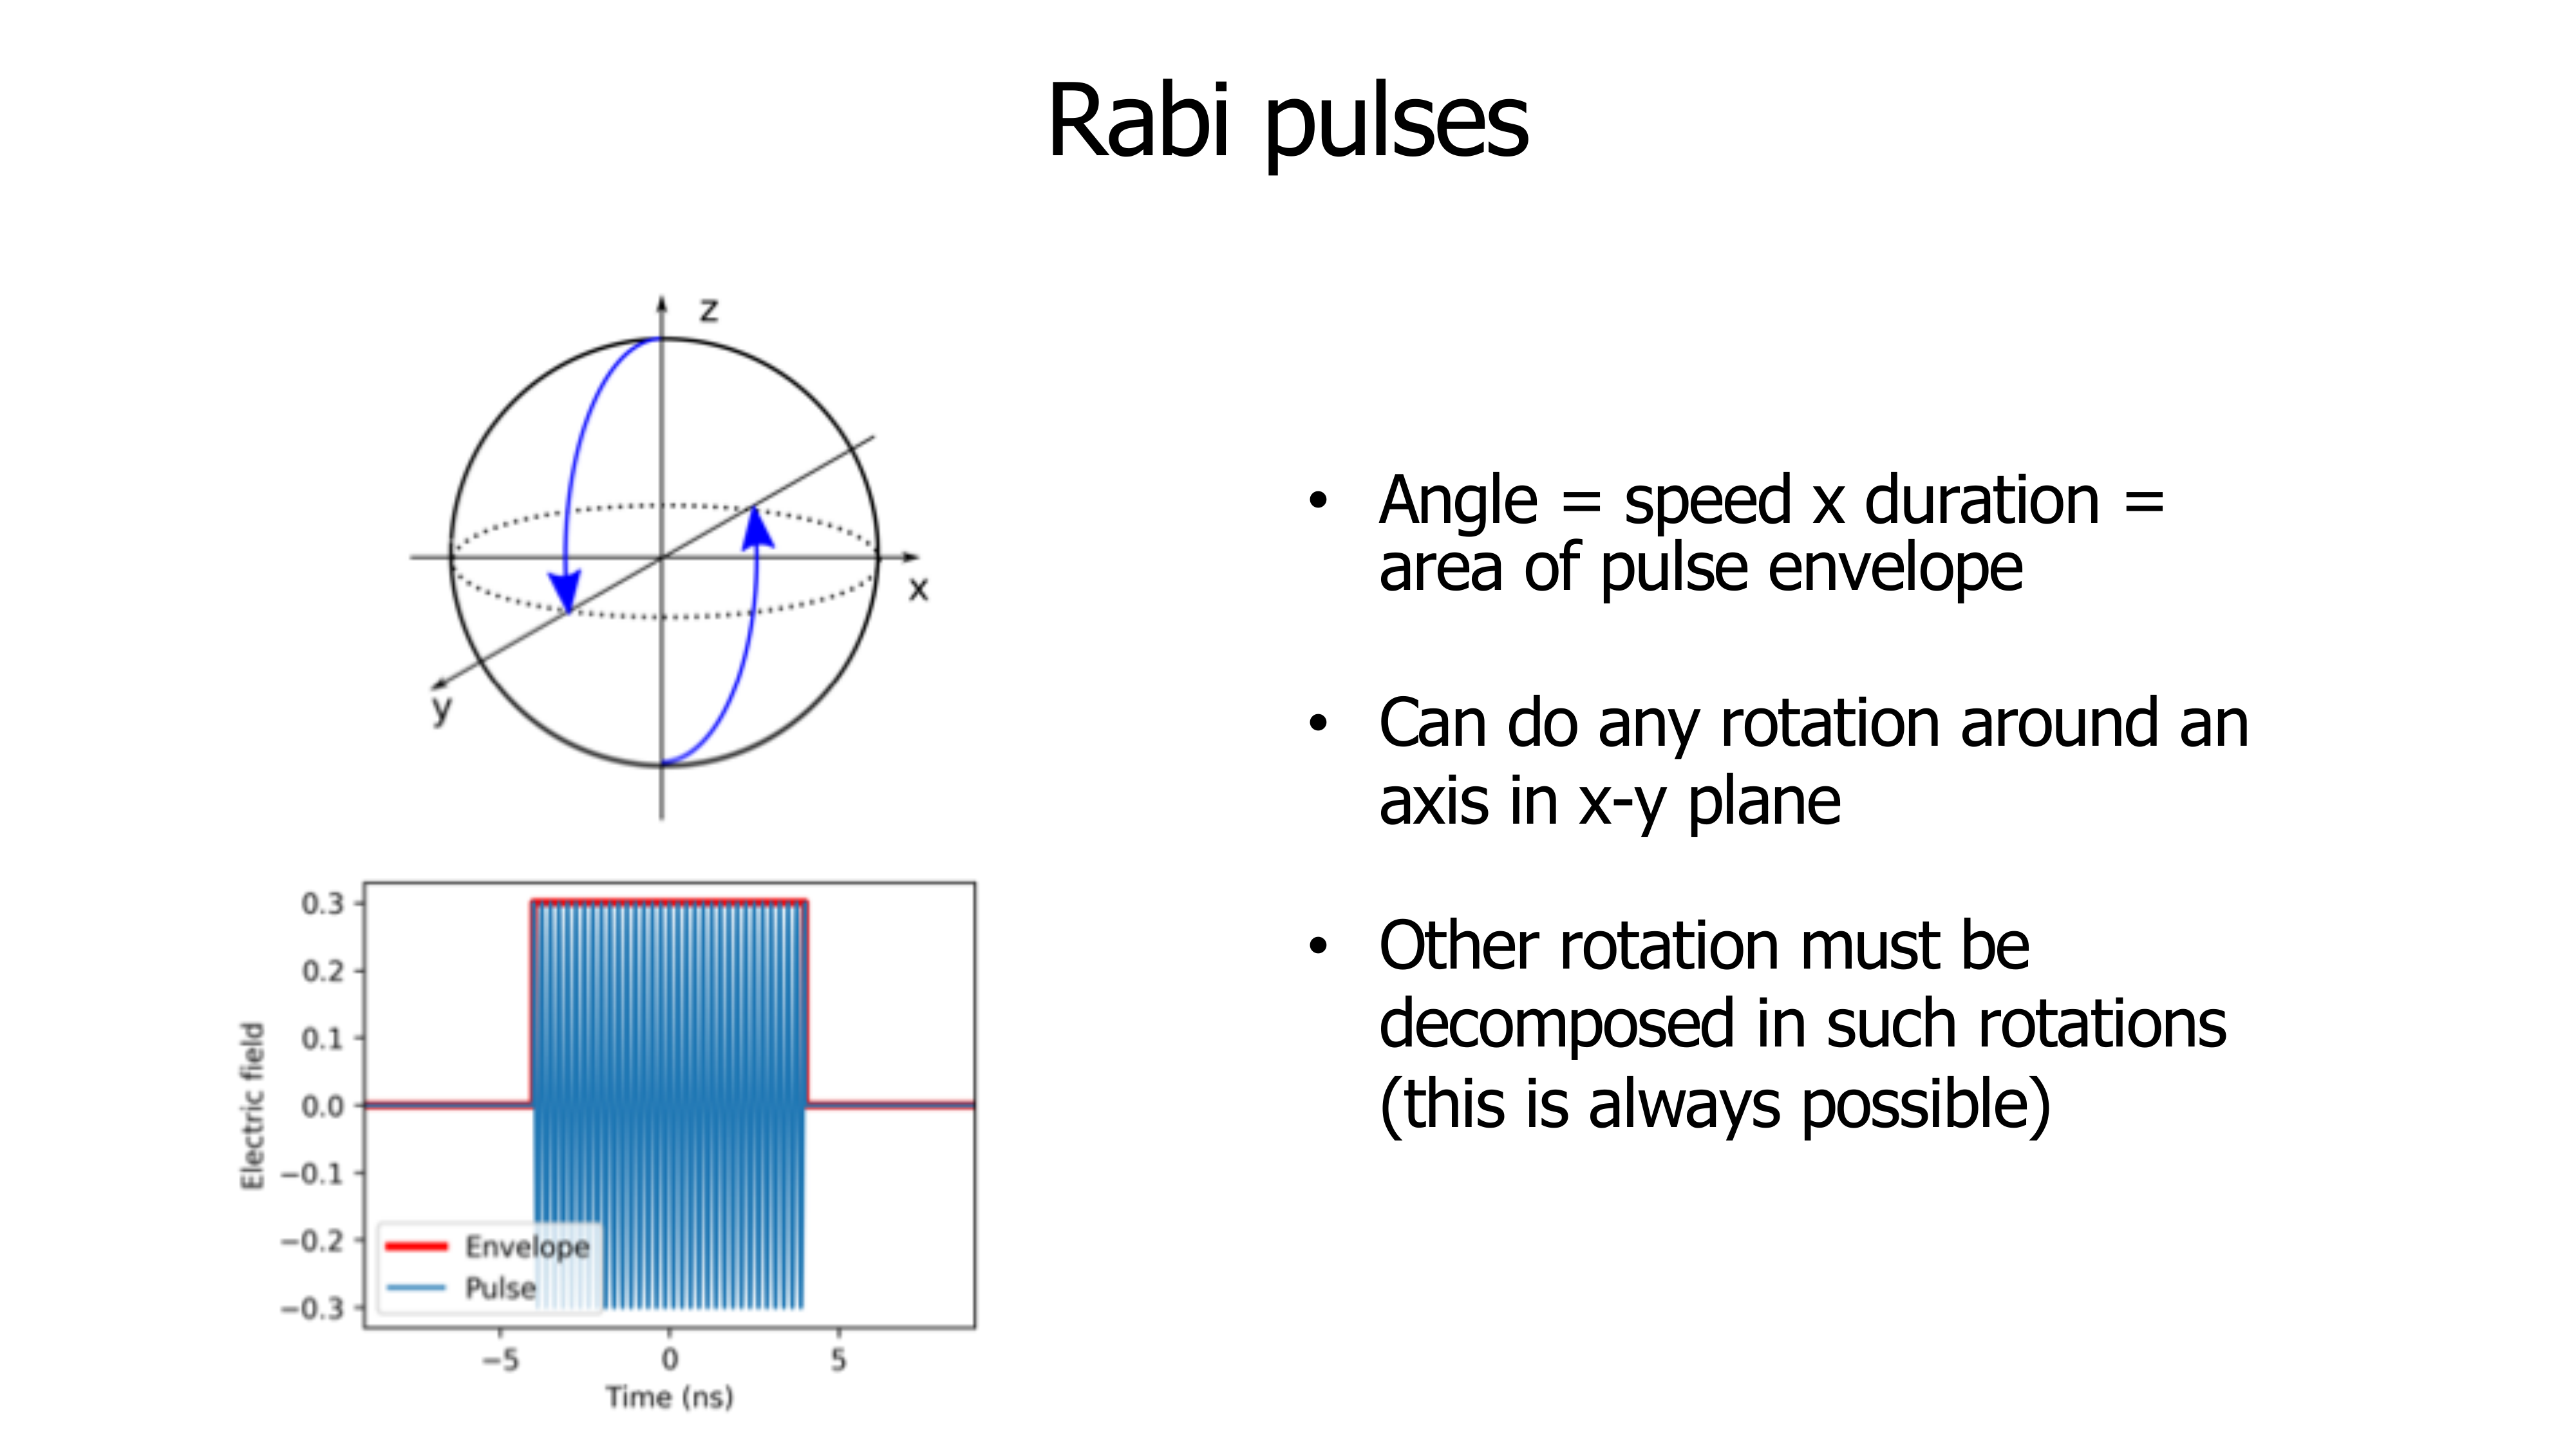 Rabi pulses
z
x
y
• Angle = speed x duration =
area of pulse envelope
• Can do any rotation around an
axis in x-y plane
• Other rotation must be
decomposed in such rotations
(this is always possible)
0.3
0.2
0.1
0.0
−0.1
−0.2
−0.3
Electric field
Envelope
Pulse
−5 0 5
Time (ns)